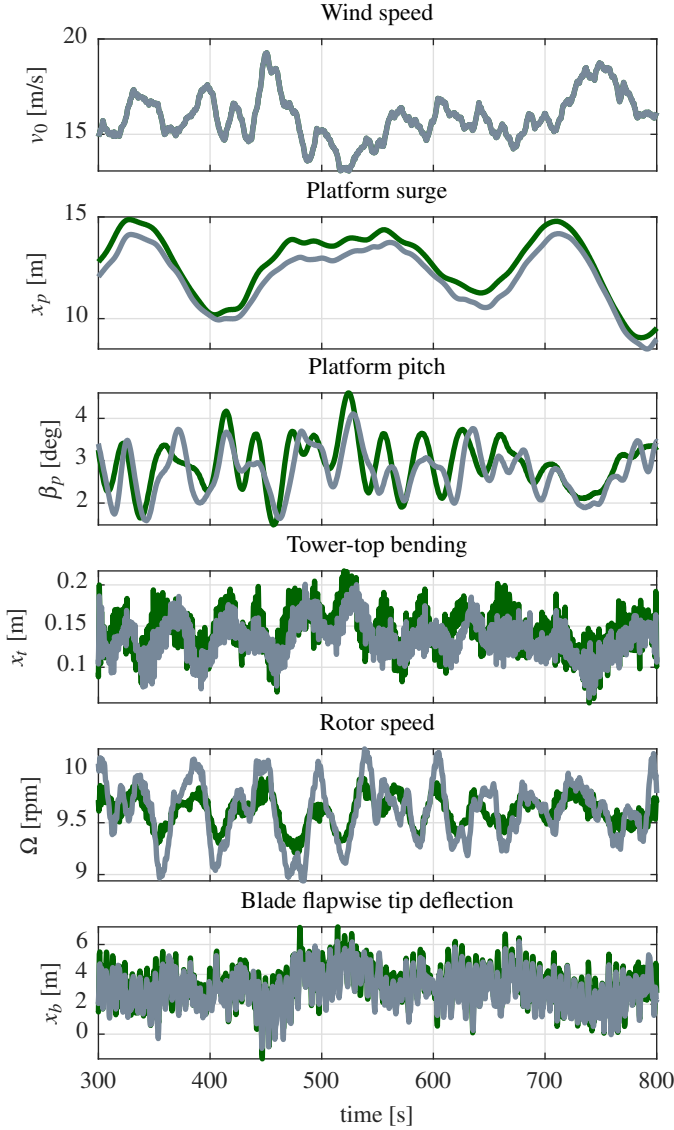 Wind speed
20
15
v₀ [m/s]
Platform surge
15
10
xₚ [m]
Platform pitch
4
3
2
βₚ [deg]
Tower-top bending
0.2
0.15
0.1
xₜ [m]
Rotor speed
10
9.5
9
Ω [rpm]
Blade flapwise tip deflection
6
4
2
0
x_b [m]
300 400 500 600 700 800
time [s]